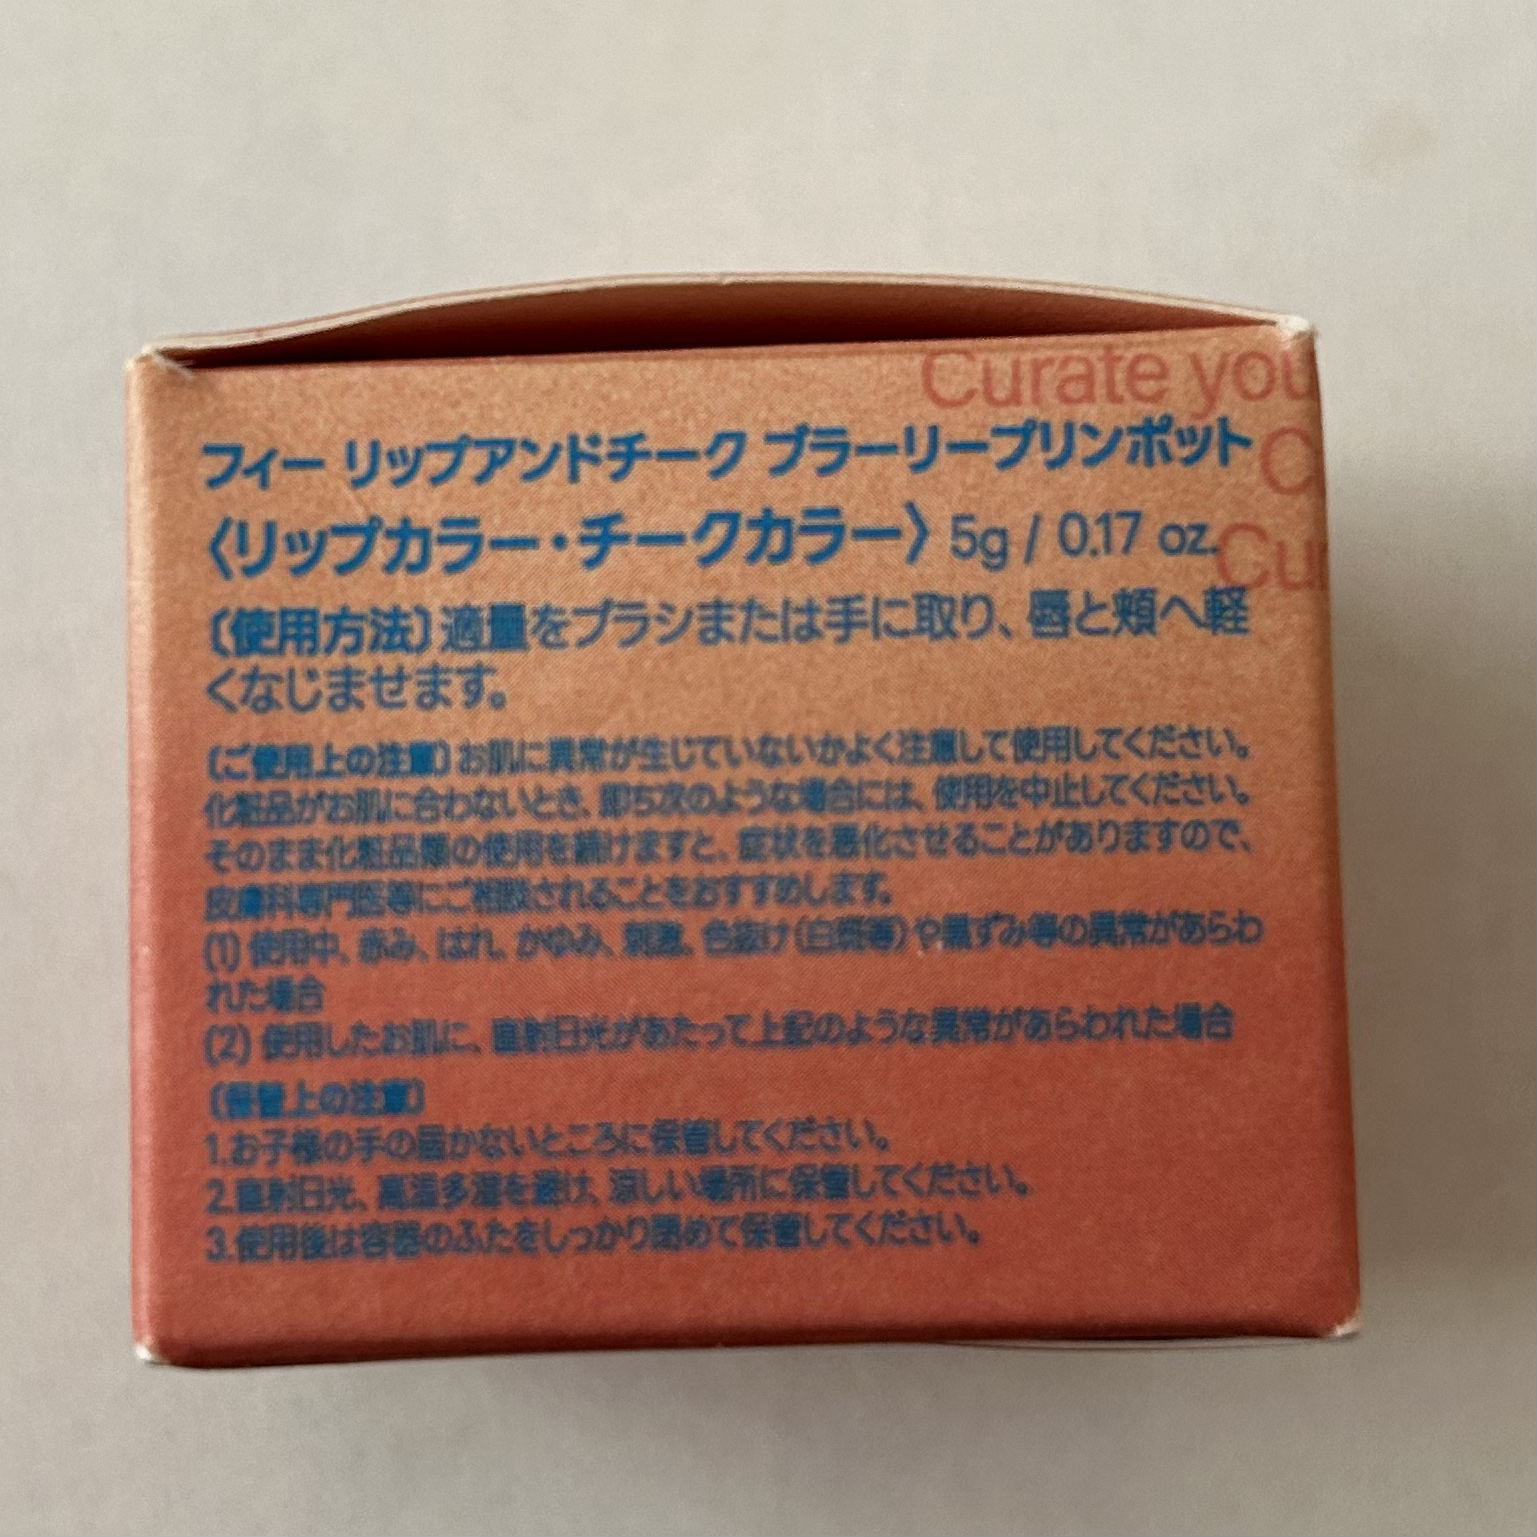 Curate you
フィー リップアンドチーク ブラーリープリンポット
C
〈リップカラー・チークカラー〉5g / 0.17 oz.
Cur
〔使用方法〕適量をブラシまたは手に取り、唇と頬へ軽
くなじませます。
〔ご使用上の注意〕お肌に異常が生じていないかよく注意して使用してください。
化粧品がお肌に合わないとき、即ち次のような場合には、使用を中止してください。
そのまま化粧品類の使用を続けますと、症状を悪化させることがありますので、
皮膚科専門医等にご相談されることをおすすめします。
(1) 使用中、赤み、はれ、かゆみ、刺激、色抜け(白斑等)や黒ずみ等の異常があらわ
れた場合
(2) 使用したお肌に、直射日光があたって上記のような異常があらわれた場合
〔保管上の注意〕
1.お子様の手の届かないところに保管してください。
2.直射日光、高温多湿を避け、涼しい場所に保管してください。
3.使用後は容器のふたをしっかり閉めて保管してください。